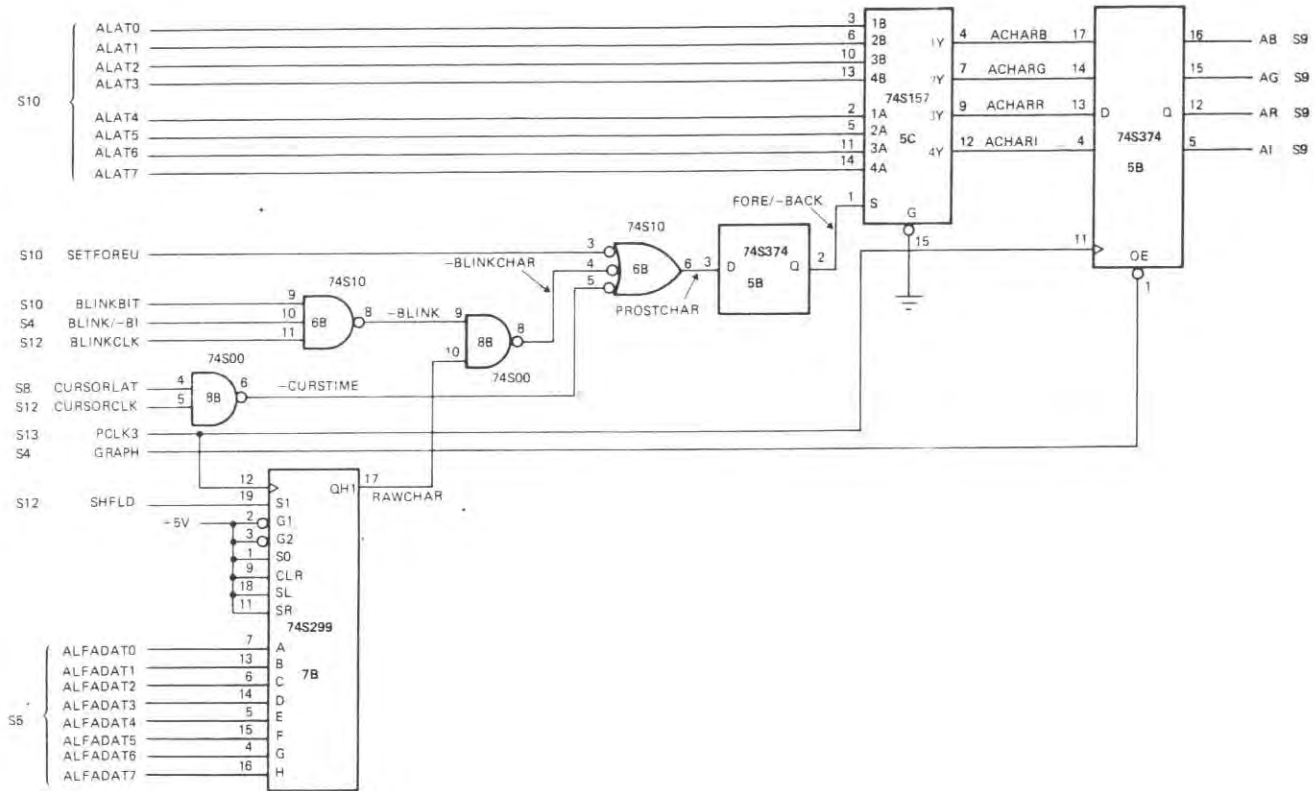 S10
ALAT0
ALAT1
ALAT2
ALAT3
ALAT4
ALAT5
ALAT6
ALAT7
3 1B
6 2B
10 3B
13 4B
2 1A
5 2A
11 3A
14 4A
1 S
74S157
5C
G
15
1Y 4 ACHARB 17
7 ACHARG 14
9 ACHARR 13
4Y 12 ACHARI 4
D Q
74S374
5B
11
OE
1
16 AB S9
15 AG S9
12 AR S9
5 AI S9
FORE/-BACK
S10 SETFOREU
74S10
3
4
5
6B
6
-BLINKCHAR
PROSTCHAR
3 D
74S374
Q 2
5B
S10 BLINKBIT 9
S4 BLINK/-BI 10
S12 BLINKCLK 11
74S10
6B
8 -BLINK 9
10
8B
8
74S00
74S00
S8 CURSORLAT 4
S12 CURSORCLK 5
8B
6 -CURSTIME
S13 PCLK3
S4 GRAPH
12
QH1 17
RAWCHAR
S12 SHFLD 19 S1
-5V
2 G1
3 G2
1 S0
9 CLR
18 SL
11 SR
74S299
7B
S5
ALFADAT0 7 A
ALFADAT1 13 B
ALFADAT2 6 C
ALFADAT3 14 D
ALFADAT4 5 E
ALFADAT5 15 F
ALFADAT6 4 G
ALFADAT7 16 H